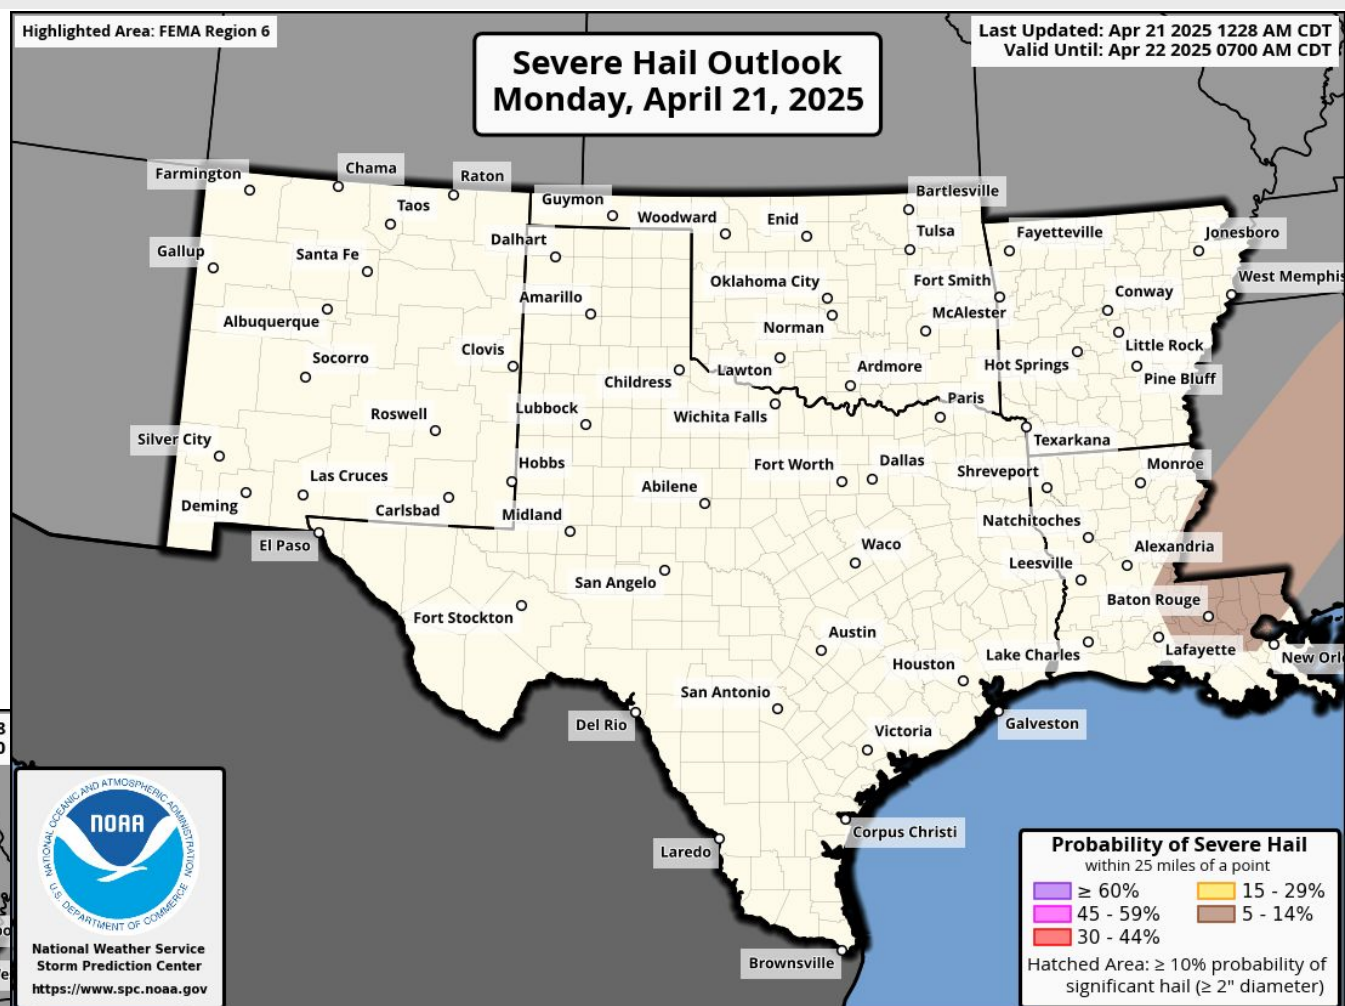 Highlighted Area: FEMA Region 6
Severe Hail Outlook
Monday, April 21, 2025
Last Updated: Apr 21 2025 1228 AM CDT
Valid Until: Apr 22 2025 0700 AM CDT
Farmington
Chama
Raton
Taos
Guymon
Woodward
Enid
Bartlesville
Tulsa
Fayetteville
Jonesboro
Gallup
Santa Fe
Dalhart
Oklahoma City
Fort Smith
West Memphis
Albuquerque
Amarillo
Norman
McAlester
Conway
Little Rock
Socorro
Clovis
Childress
Lawton
Ardmore
Hot Springs
Pine Bluff
Roswell
Lubbock
Wichita Falls
Paris
Texarkana
Silver City
Las Cruces
Hobbs
Abilene
Fort Worth
Dallas
Shreveport
Monroe
Deming
Carlsbad
Midland
Natchitoches
El Paso
San Angelo
Waco
Leesville
Alexandria
Fort Stockton
Baton Rouge
Austin
Houston
Lake Charles
Lafayette
New Orl
San Antonio
Del Rio
Victoria
Galveston
Laredo
Corpus Christi
Brownsville
8
0
NATIONAL OCEANIC AND ATMOSPHERIC ADMINISTRATION
NOAA
U.S. DEPARTMENT OF COMMERCE
National Weather Service
Storm Prediction Center
https://www.spc.noaa.gov
Probability of Severe Hail
within 25 miles of a point
≥ 60%
15 - 29%
45 - 59%
5 - 14%
30 - 44%
Hatched Area: ≥ 10% probability of
significant hail (≥ 2" diameter)